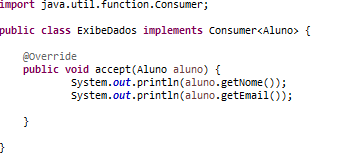 import java.util.function.Consumer;
public class ExibeDados implements Consumer<Aluno> {
@Override
public void accept(Aluno aluno) {
System.out.println(aluno.getNome());
System.out.println(aluno.getEmail());
}
}